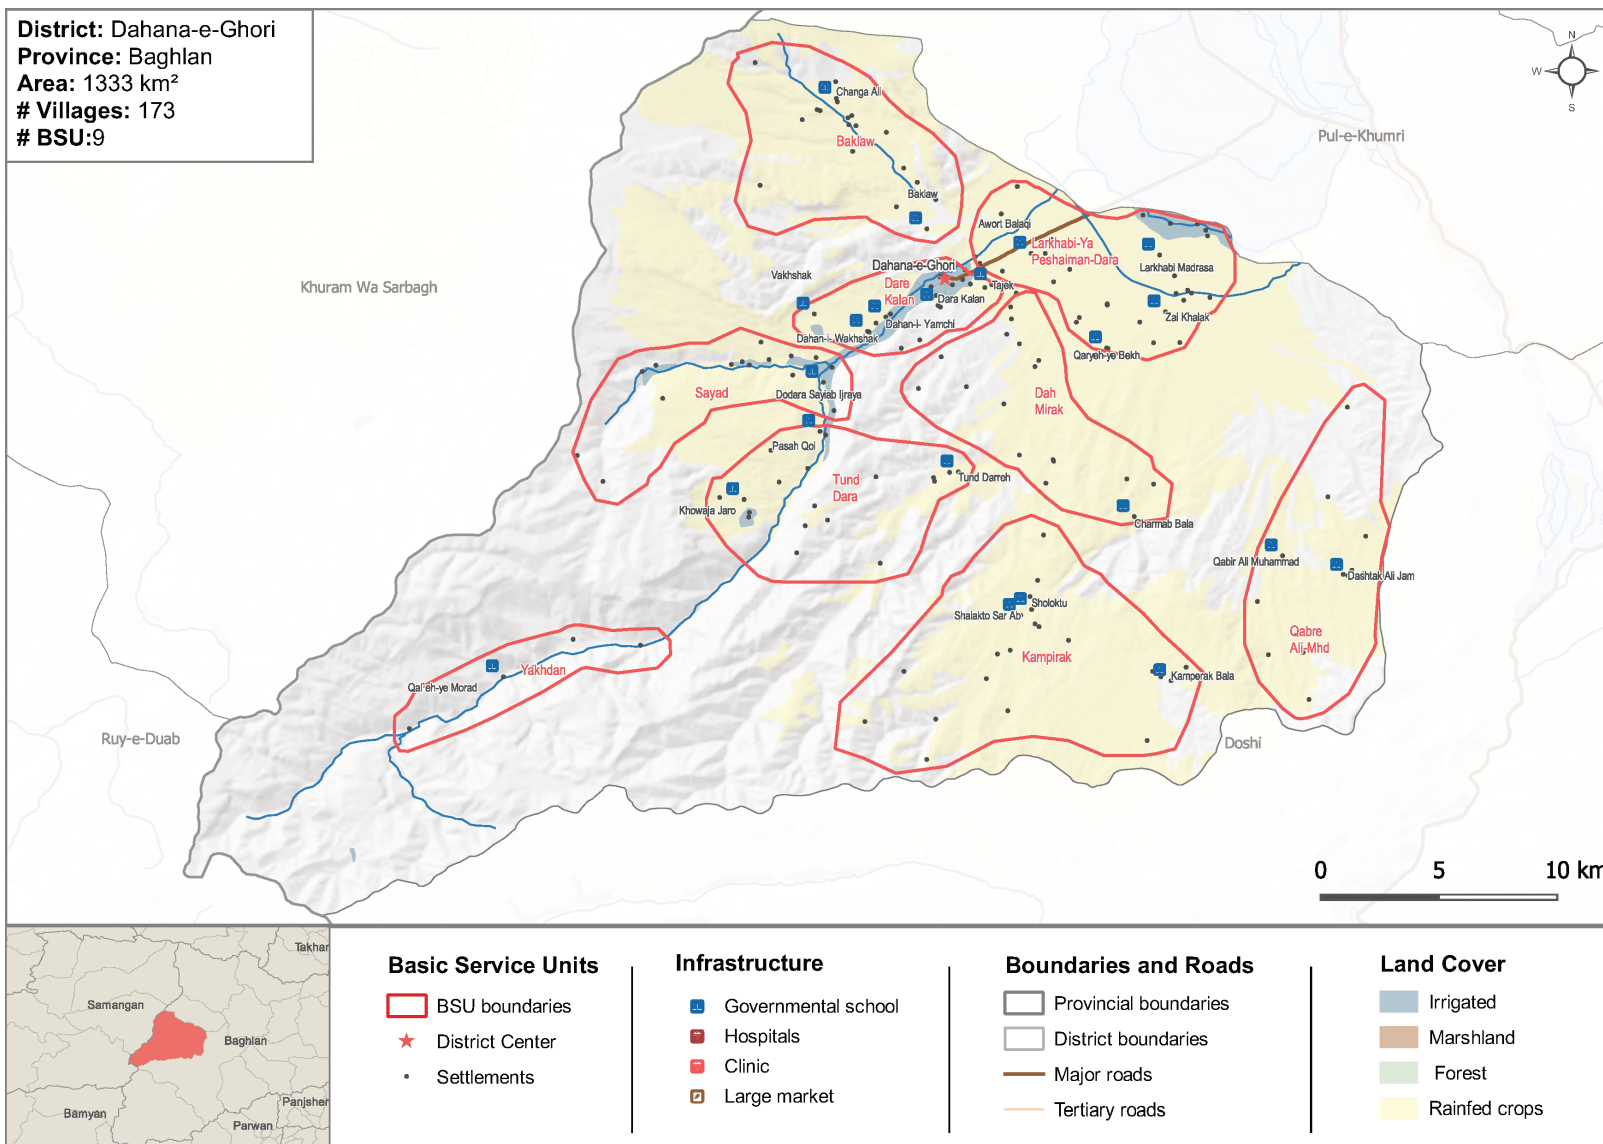 District: Dahana-e-Ghori
Province: Baghlan
Area: 1333 km²
# Villages: 173
# BSU:9
N
W
S
Pul-e-Khumri
Changa Ali
Baklaw
Baklaw
Awort Balaqi
Larkhabi-Ya
Peshaiman-Dara
Larkhabi Madrasa
Dahana-e-Ghori
Vakhshak
Khuram Wa Sarbagh
Dare
Kalan
Tajek
Dara Kalan
Zai Khalak
Dahan-i- Yamchi
Dahan-i- Wakhshak
Qaryeh-ye Bekh
Sayad
Dodara Sayiab Ijraya
Dah
Mirak
Pasah Qol
Tund
Dara
Tund Darreh
Khowaja Jaro
Charmab Bala
Qabir Ali Muhammad
Dashtak Ali Jam
Sholoktu
Shalakto Sar Ab
Qabre
Ali-Mhd
Kampirak
Yakhdan
Kamperak Bala
Qal'eh-ye Morad
Ruy-e-Duab
Doshi
0 5 10 km
Takhar
Samangan
Baghlan
Panjsher
Bamyan
Parwan
Basic Service Units
BSU boundaries
District Center
Settlements
Infrastructure
Governmental school
Hospitals
Clinic
Large market
Boundaries and Roads
Provincial boundaries
District boundaries
Major roads
Tertiary roads
Land Cover
Irrigated
Marshland
Forest
Rainfed crops